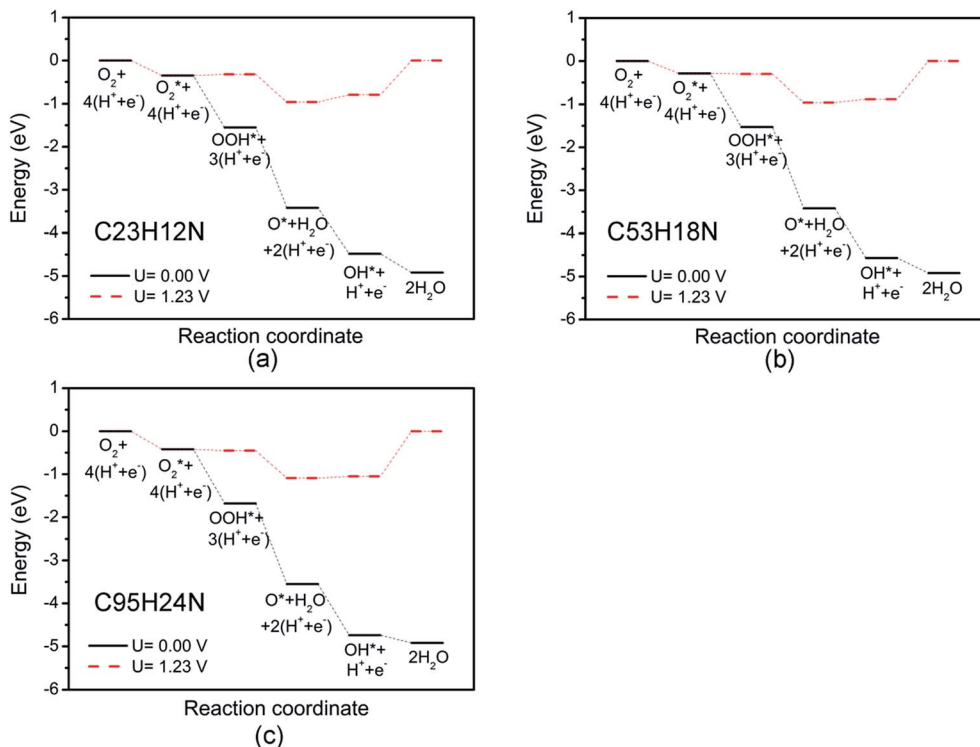 1
0
-1
-2
-3
-4
-5
-6
Energy (eV)
O₂+
4(H⁺+e⁻)
O₂*+
4(H⁺+e⁻)
OOH*+
3(H⁺+e⁻)
O*+H₂O
+2(H⁺+e⁻)
OH*+
H⁺+e⁻
2H₂O
C23H12N
U= 0.00 V
U= 1.23 V
Reaction coordinate
(a)
1
0
-1
-2
-3
-4
-5
-6
Energy (eV)
O₂+
4(H⁺+e⁻)
O₂*+
4(H⁺+e⁻)
OOH*+
3(H⁺+e⁻)
O*+H₂O
+2(H⁺+e⁻)
OH*+
H⁺+e⁻
2H₂O
C53H18N
U= 0.00 V
U= 1.23 V
Reaction coordinate
(b)
1
0
-1
-2
-3
-4
-5
-6
Energy (eV)
O₂+
4(H⁺+e⁻)
O₂*+
4(H⁺+e⁻)
OOH*+
3(H⁺+e⁻)
O*+H₂O
+2(H⁺+e⁻)
OH*+
H⁺+e⁻
2H₂O
C95H24N
U= 0.00 V
U= 1.23 V
Reaction coordinate
(c)